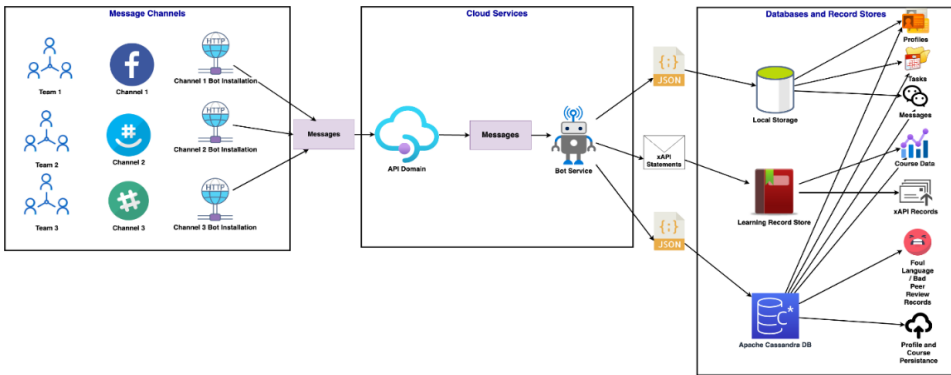 Message Channels
Cloud Services
Databases and Record Stores
HTTP
Team 1
Channel 1
Channel 1 Bot Installation
HTTP
Team 2
Channel 2
Channel 2 Bot Installation
HTTP
Team 3
Channel 3
Channel 3 Bot Installation
Messages
API Domain
Messages
Bot Service
{;}
JSON
xAPI
Statements
{;}
JSON
Local Storage
Learning Record Store
C*
Apache Cassandra DB
Profiles
Tasks
Messages
Course Data
xAPI Records
Foul
Language
/ Bad
Peer
Review
Records
Profile and
Course
Persistance